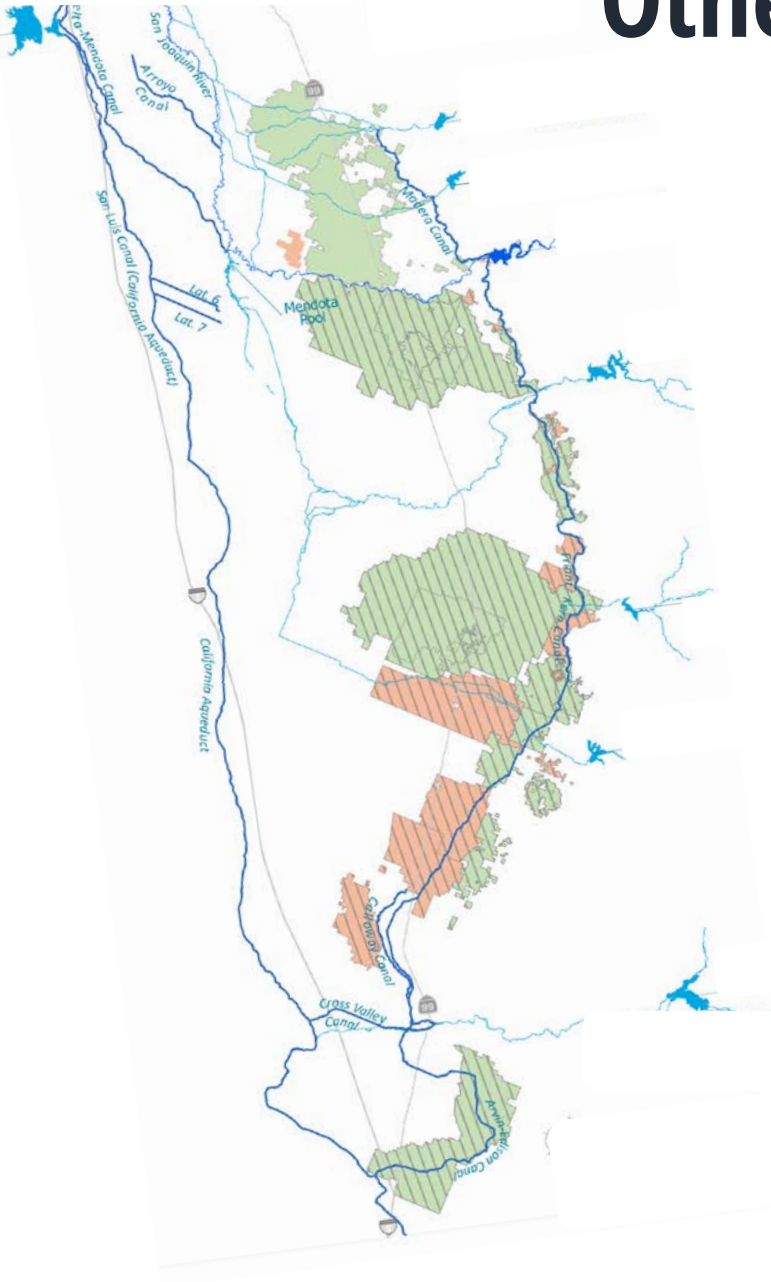 Othe
elta-Mendota Canal
San Joaquin River
Arroyo
Canal
99
Madera Canal
San Luis Canal (California Aqueduct)
Lat. 6
Lat. 7
Mendota
Pool
Friant-Kern Canal
California Aqueduct
Calloway Canal
Cross Valley
Canal
99
Arvin-Edison Canal